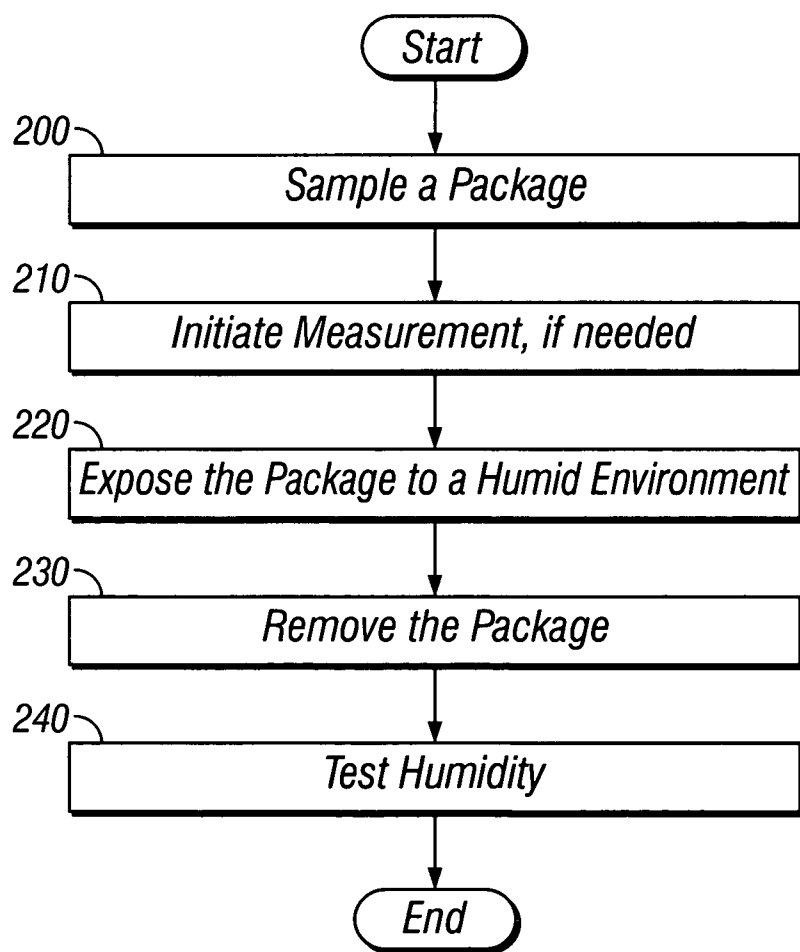 Start
200
Sample a Package
210
Initiate Measurement, if needed
220
Expose the Package to a Humid Environment
230
Remove the Package
240
Test Humidity
End